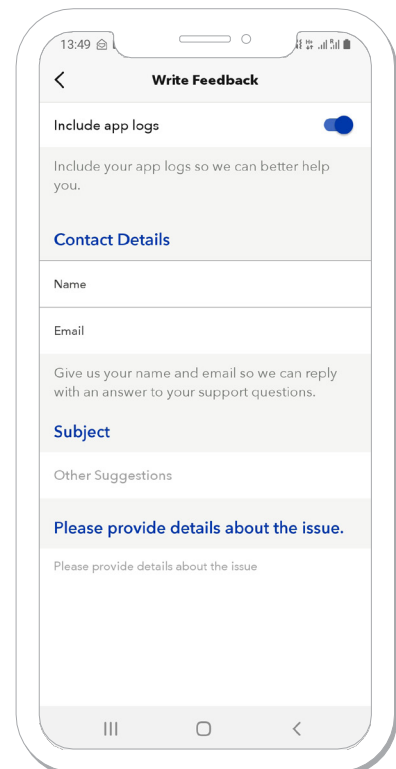 13:49
Write Feedback
Include app logs
Include your app logs so we can better help
you.
Contact Details
Name
Email
Give us your name and email so we can reply
with an answer to your support questions.
Subject
Other Suggestions
Please provide details about the issue.
Please provide details about the issue